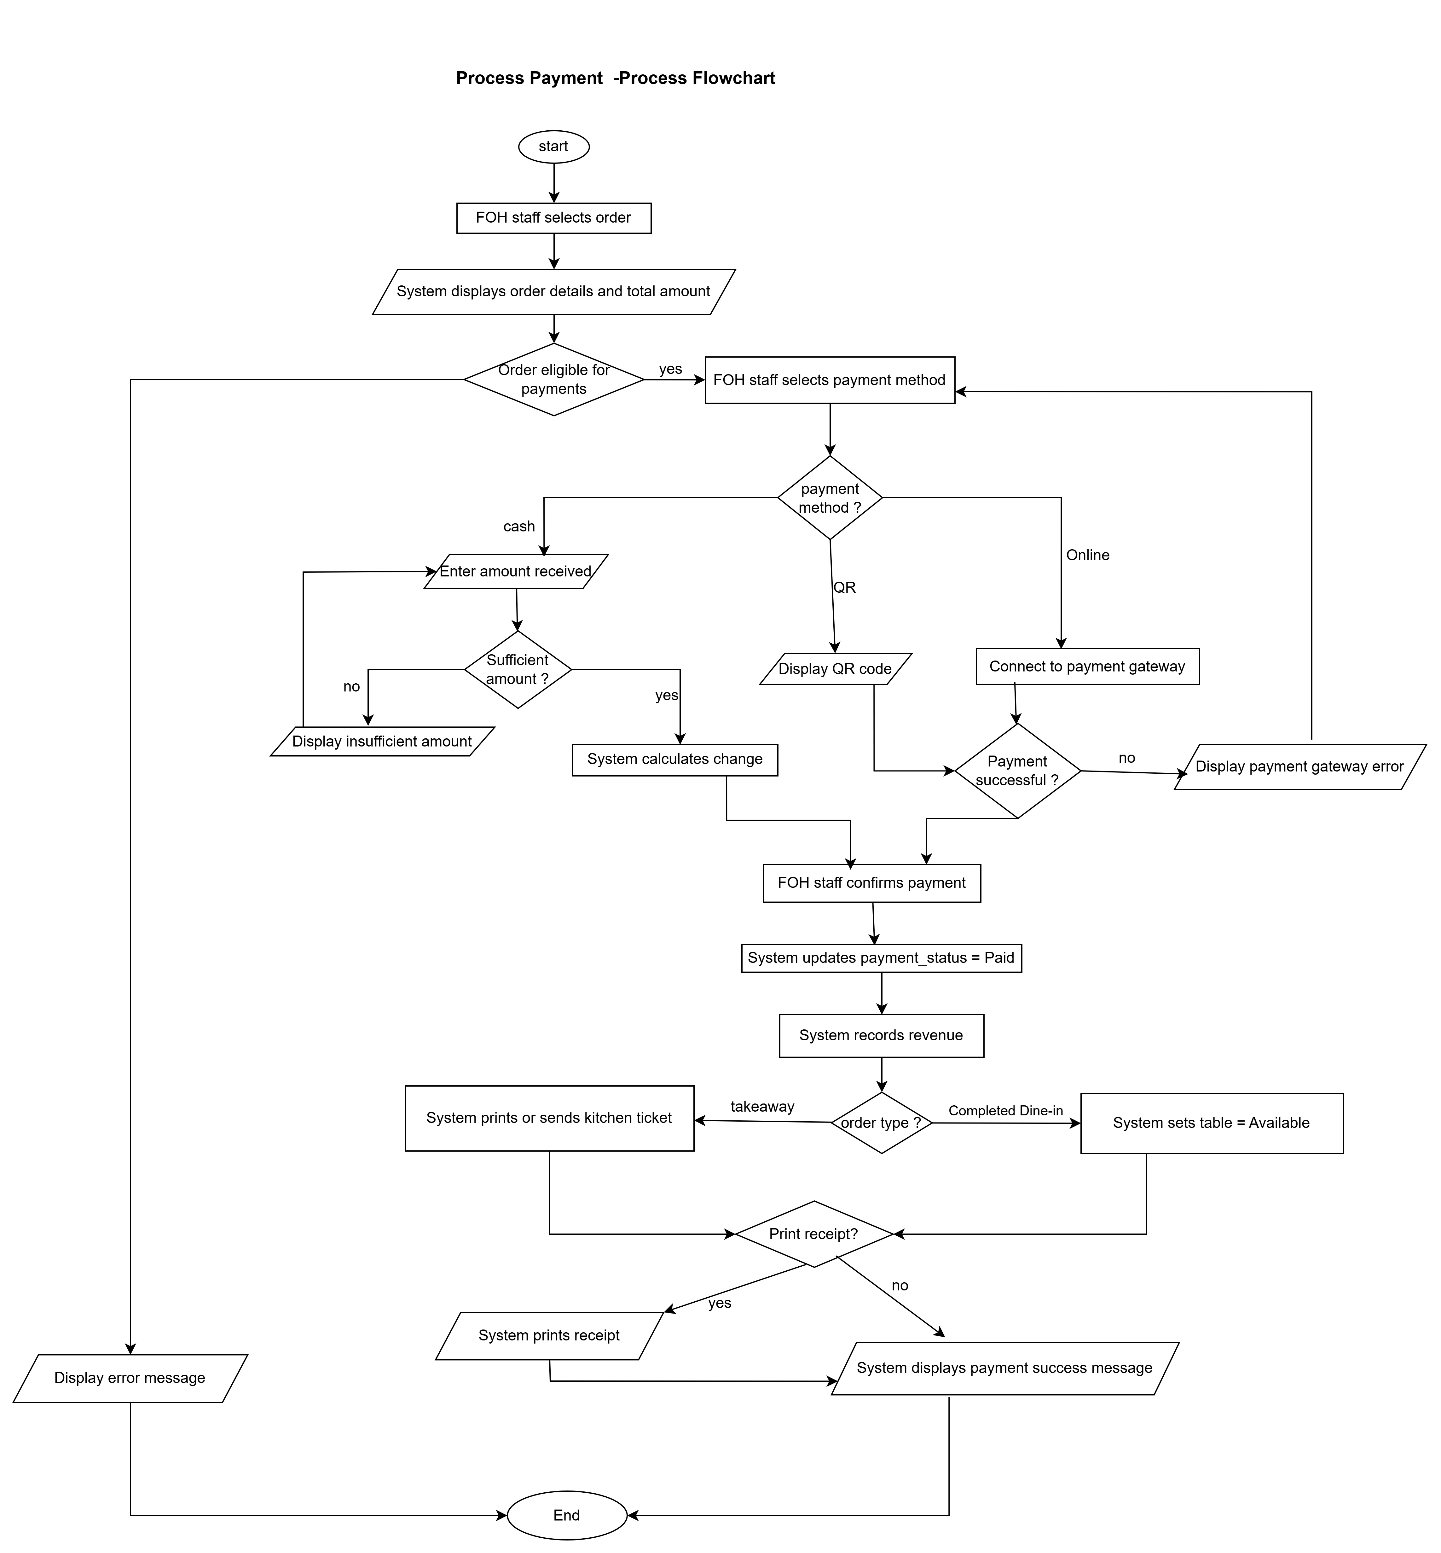 Process Payment  -Process Flowchart
start
FOH staff selects order
System displays order details and total amount
Order eligible for
payments
yes
FOH staff selects payment method
payment
method ?
cash
Online
Enter amount received
QR
Sufficient
amount ?
no
yes
Display QR code
Connect to payment gateway
Display insufficient amount
System calculates change
Payment
successful ?
no
Display payment gateway error
FOH staff confirms payment
System updates payment_status = Paid
System records revenue
System prints or sends kitchen ticket
takeaway
order type ?
Completed Dine-in
System sets table = Available
Print receipt?
yes
no
System prints receipt
System displays payment success message
Display error message
End